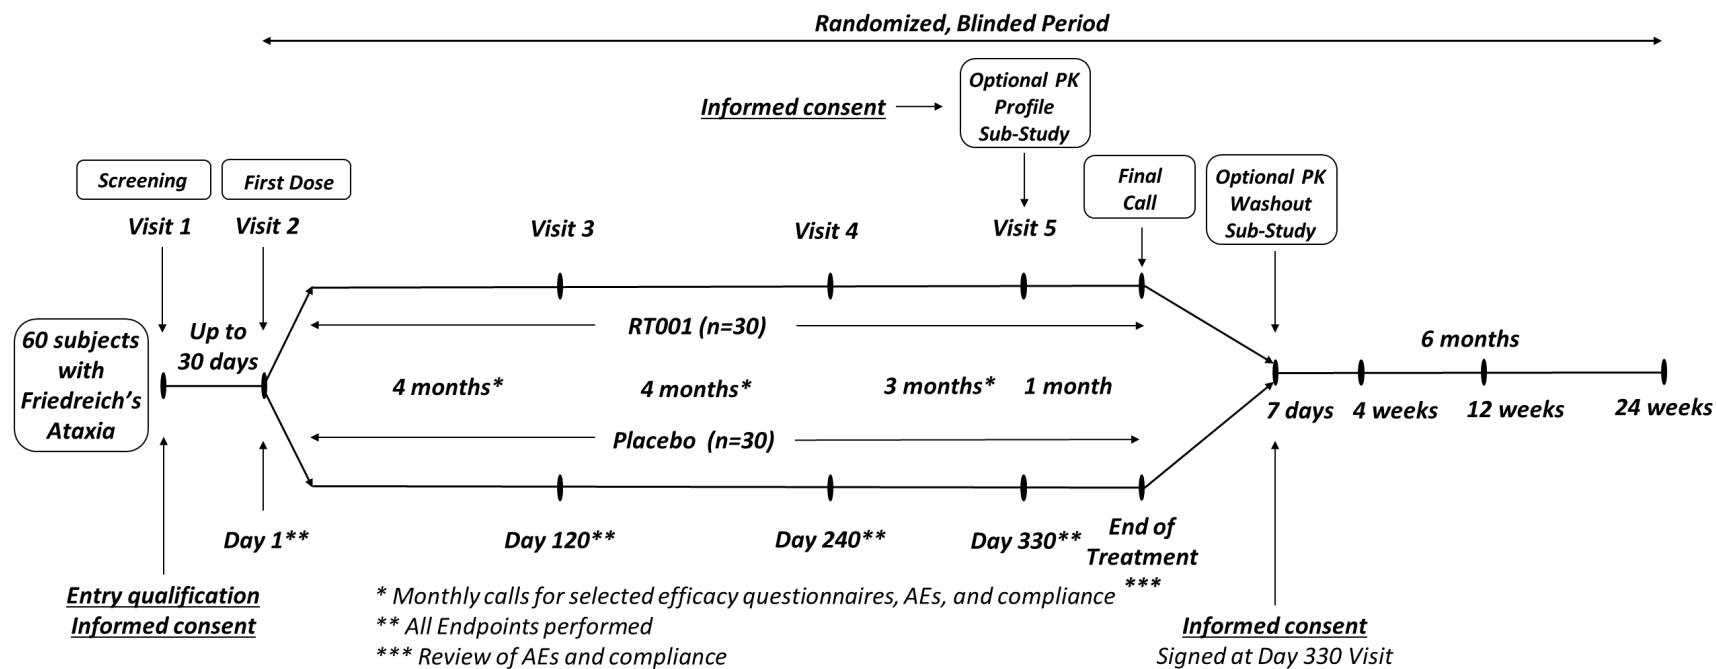 Randomized, Blinded Period
Optional PK
Profile
Sub-Study
Informed consent
Screening
First Dose
Final
Call
Optional PK
Washout
Sub-Study
Visit 1
Visit 2
Visit 3
Visit 4
Visit 5
60 subjects
with
Friedreich's
Ataxia
Up to
30 days
RT001 (n=30)
4 months*
4 months*
3 months*
1 month
Placebo (n=30)
6 months
7 days
4 weeks
12 weeks
24 weeks
Day 1**
Day 120**
Day 240**
Day 330**
End of
Treatment
***
Entry qualification
Informed consent
* Monthly calls for selected efficacy questionnaires, AEs, and compliance
** All Endpoints performed
*** Review of AEs and compliance
Informed consent
Signed at Day 330 Visit